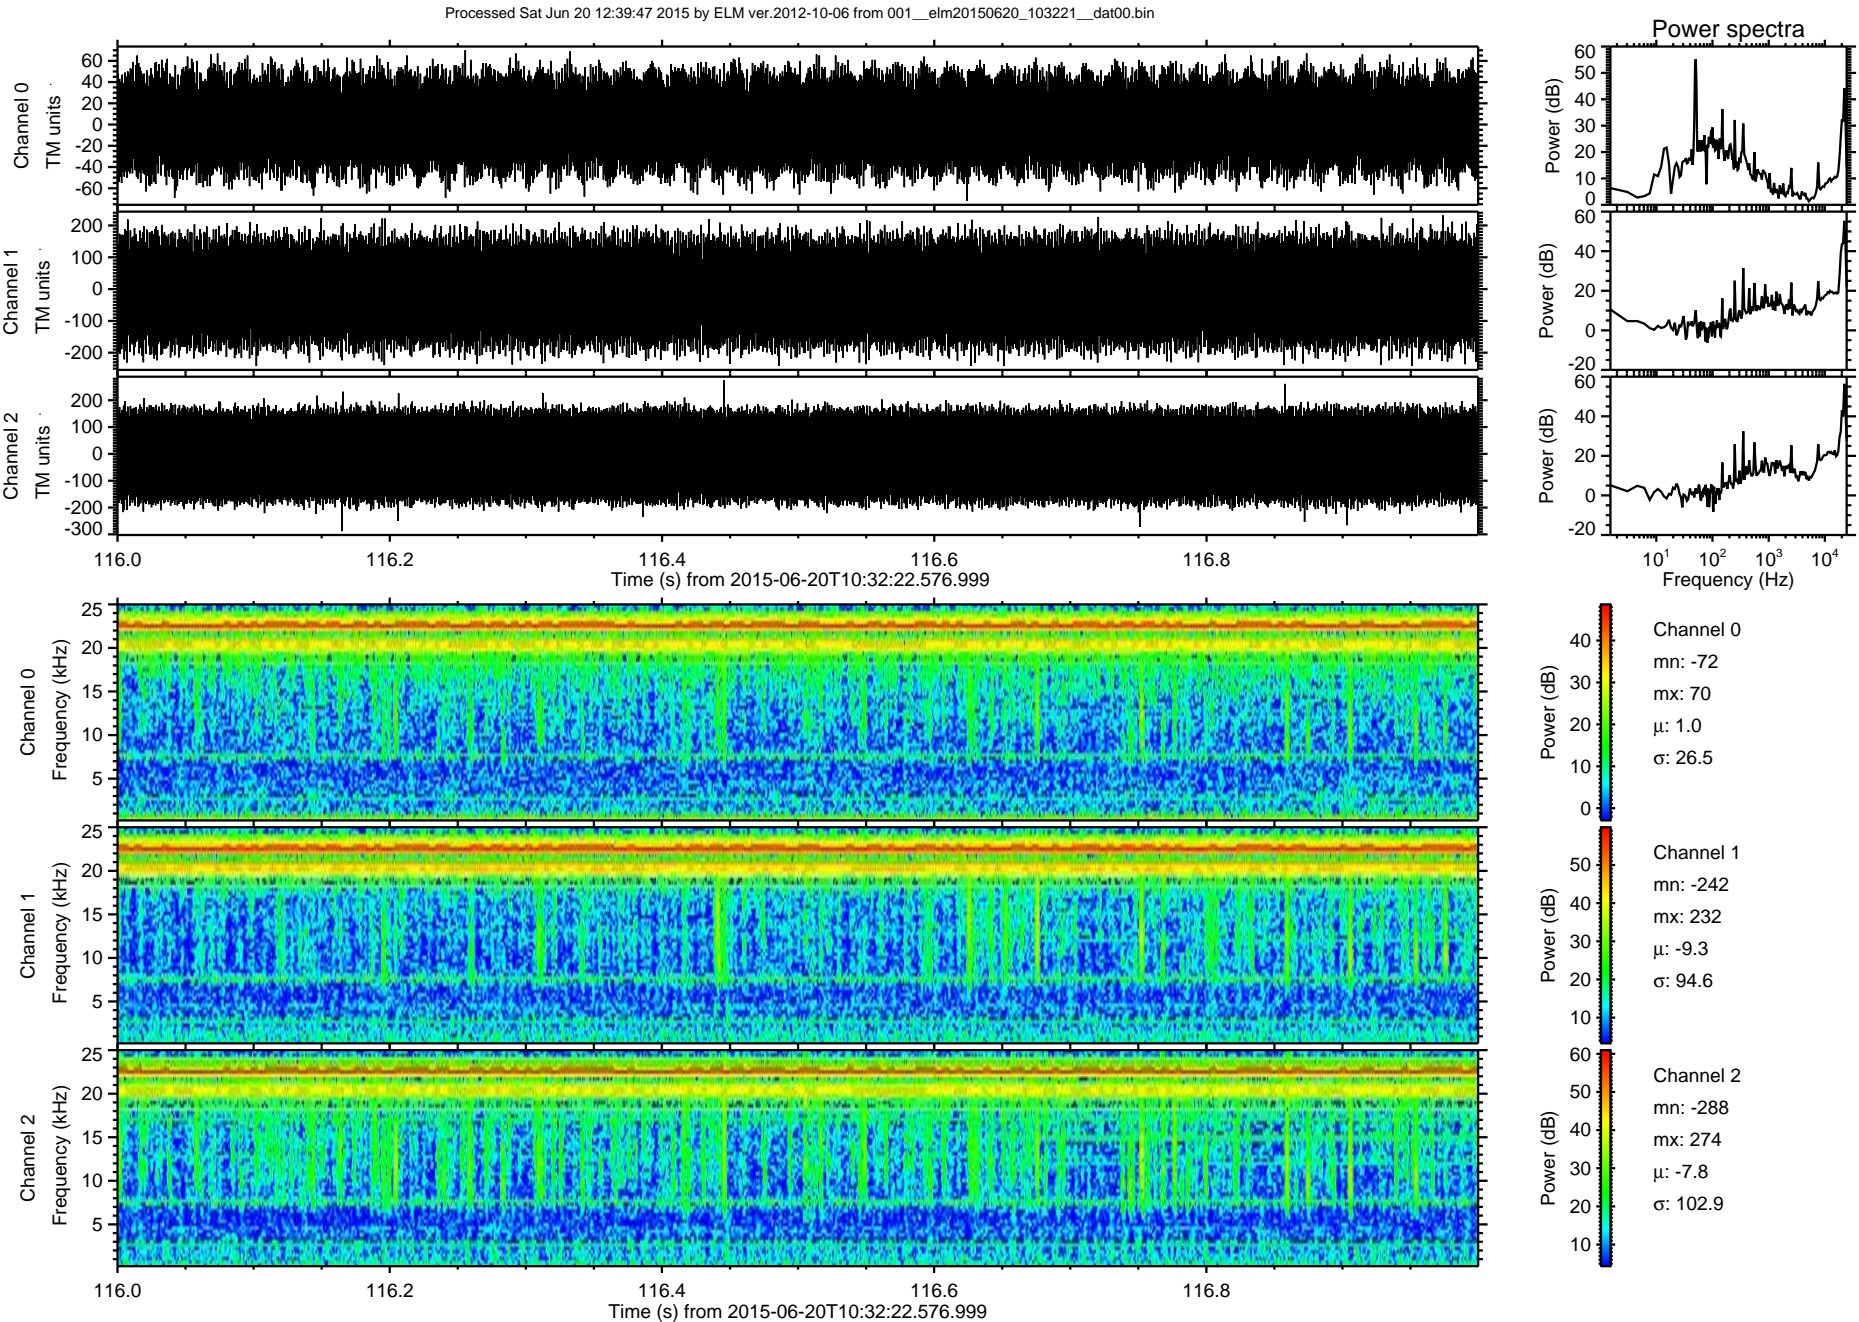 Processed Sat Jun 20 12:39:47 2015 by ELM ver.2012-10-06 from 001__elm20150620_103221__dat00.bin
Power spectra
Channel 0
TM units
60
40
20
0
-20
-40
-60
Power (dB)
60
50
40
30
20
10
0
Channel 1
TM units
200
100
0
-100
-200
Power (dB)
60
40
20
0
-20
Channel 2
TM units
200
100
0
-100
-200
-300
Power (dB)
60
40
20
0
-20
116.0 116.2 116.4 116.6 116.8
Time (s) from 2015-06-20T10:32:22.576.999
10^1 10^2 10^3 10^4
Frequency (Hz)
Channel 0
Frequency (kHz)
25
20
15
10
5
Power (dB)
40
30
20
10
0
Channel 0
mn: -72
mx: 70
μ: 1.0
σ: 26.5
Channel 1
Frequency (kHz)
25
20
15
10
5
Power (dB)
50
40
30
20
10
Channel 1
mn: -242
mx: 232
μ: -9.3
σ: 94.6
Channel 2
Frequency (kHz)
25
20
15
10
5
Power (dB)
60
50
40
30
20
10
Channel 2
mn: -288
mx: 274
μ: -7.8
σ: 102.9
116.0 116.2 116.4 116.6 116.8
Time (s) from 2015-06-20T10:32:22.576.999